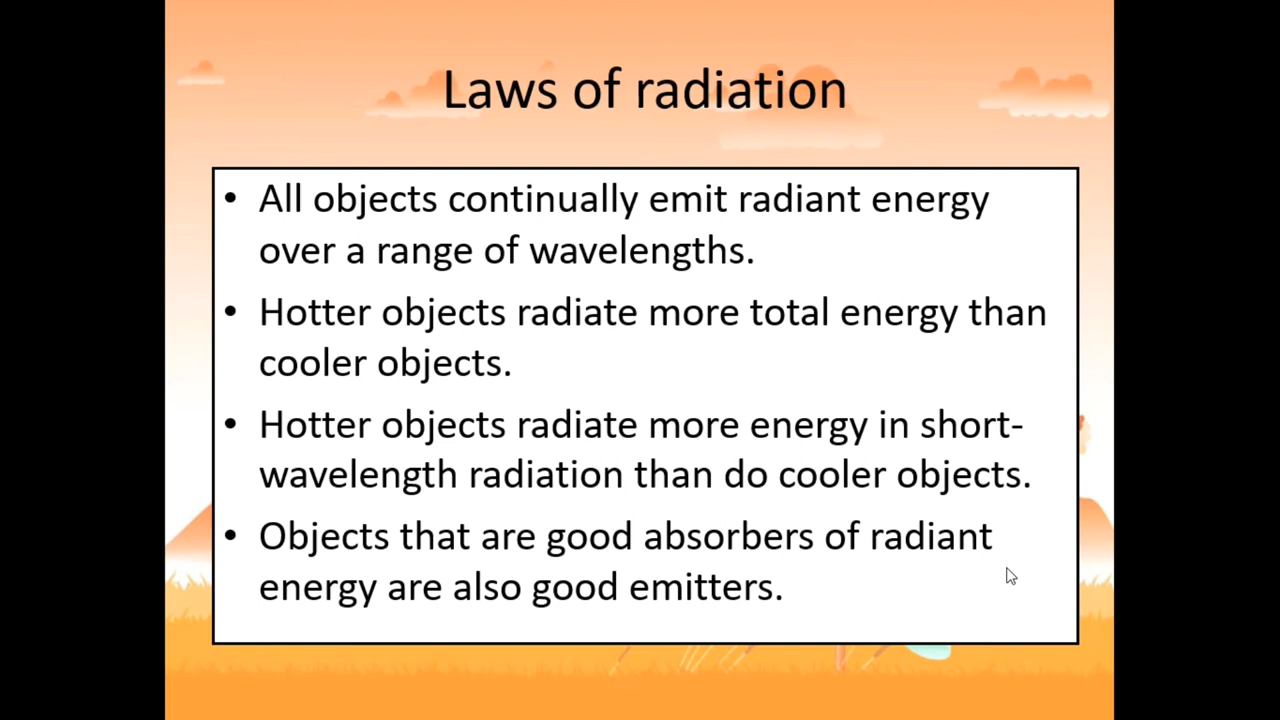 Laws of radiation
• All objects continually emit radiant energy
over a range of wavelengths.
• Hotter objects radiate more total energy than
cooler objects.
• Hotter objects radiate more energy in short-
wavelength radiation than do cooler objects.
• Objects that are good absorbers of radiant
energy are also good emitters.